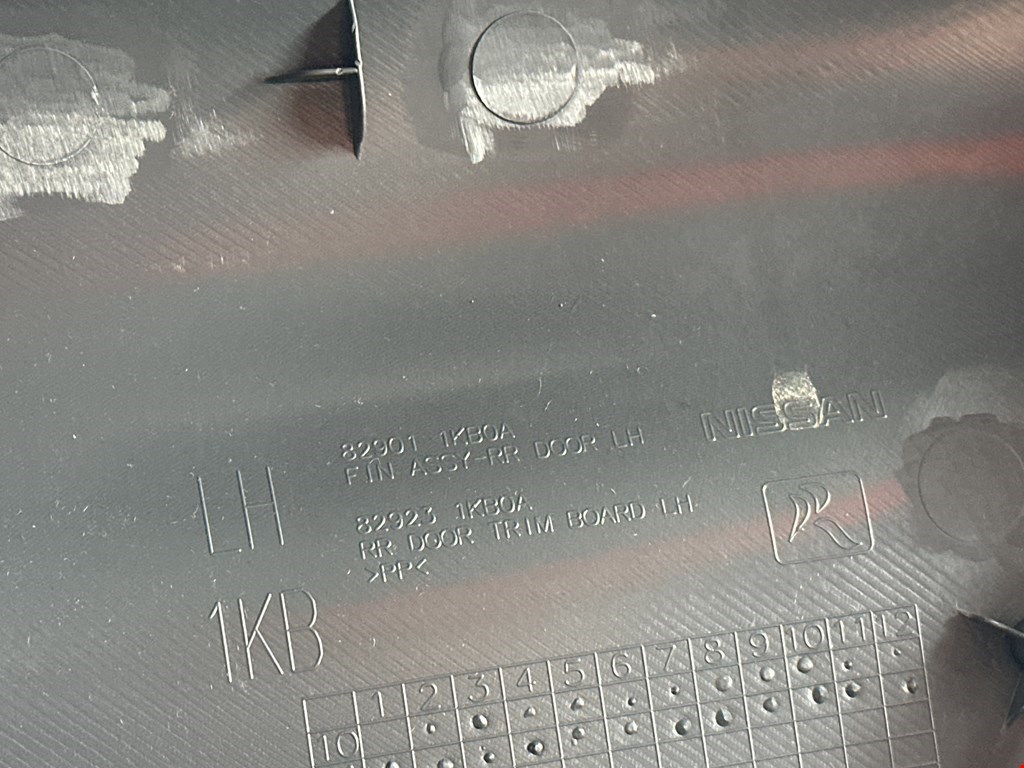 82901 1KB0A
FIN ASSY-RR DOOR LH
NISSAN
LH
82923 1KB0A
RR DOOR TRIM BOARD LH
>PP<
1KB
1 2 3 4 5 6 7 8 9 10 11 12
10